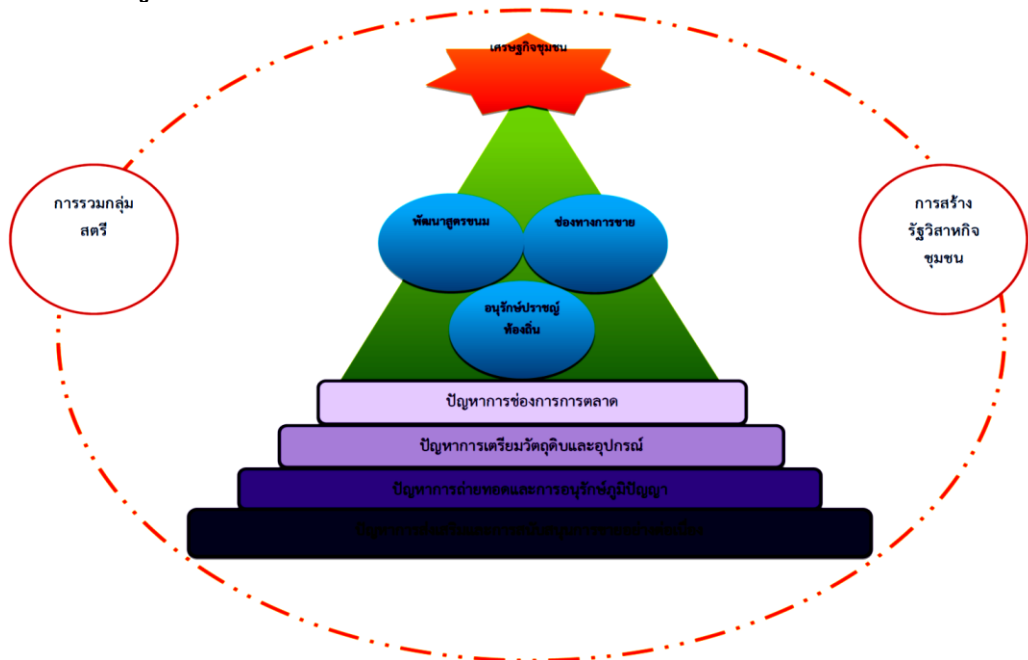 เศรษฐกิจชุมชน
การรวมกลุ่ม
สตรี
การสร้าง
รัฐวิสาหกิจ
ชุมชน
พัฒนาสูตรขนม
ช่องทางการขาย
อนุรักษ์ปราชญ์
ท้องถิ่น
ปัญหาการช่องการการตลาด
ปัญหาการเตรียมวัตถุดิบและอุปกรณ์
ปัญหาการถ่ายทอดและการอนุรักษ์ภูมิปัญญา